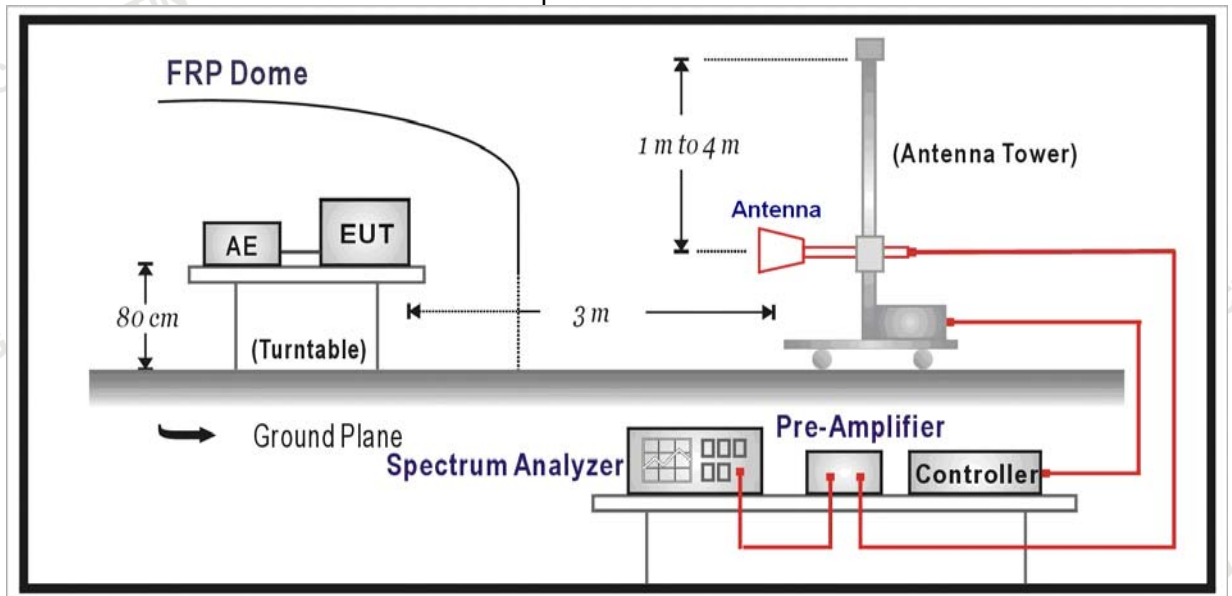 FRP Dome
1 m to 4 m
(Antenna Tower)
Antenna
AE
EUT
80 cm
3 m
(Turntable)
Ground Plane
Pre-Amplifier
Spectrum Analyzer
Controller